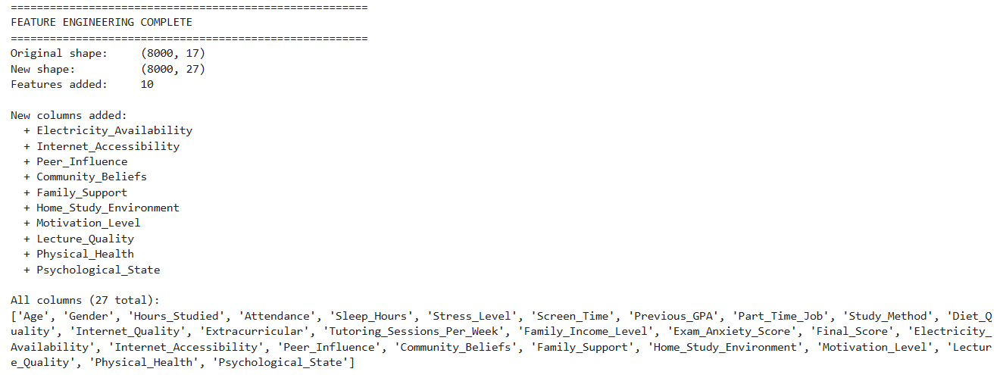 =======================================================
FEATURE ENGINEERING COMPLETE
=======================================================
Original shape:     (8000, 17)
New shape:          (8000, 27)
Features added:     10
New columns added:
  + Electricity_Availability
  + Internet_Accessibility
  + Peer_Influence
  + Community_Beliefs
  + Family_Support
  + Home_Study_Environment
  + Motivation_Level
  + Lecture_Quality
  + Physical_Health
  + Psychological_State
All columns (27 total):
['Age', 'Gender', 'Hours_Studied', 'Attendance', 'Sleep_Hours', 'Stress_Level', 'Screen_Time', 'Previous_GPA', 'Part_Time_Job', 'Study_Method', 'Diet_Q
uality', 'Internet_Quality', 'Extracurricular', 'Tutoring_Sessions_Per_Week', 'Family_Income_Level', 'Exam_Anxiety_Score', 'Final_Score', 'Electricity_
Availability', 'Internet_Accessibility', 'Peer_Influence', 'Community_Beliefs', 'Family_Support', 'Home_Study_Environment', 'Motivation_Level', 'Lectur
e_Quality', 'Physical_Health', 'Psychological_State']